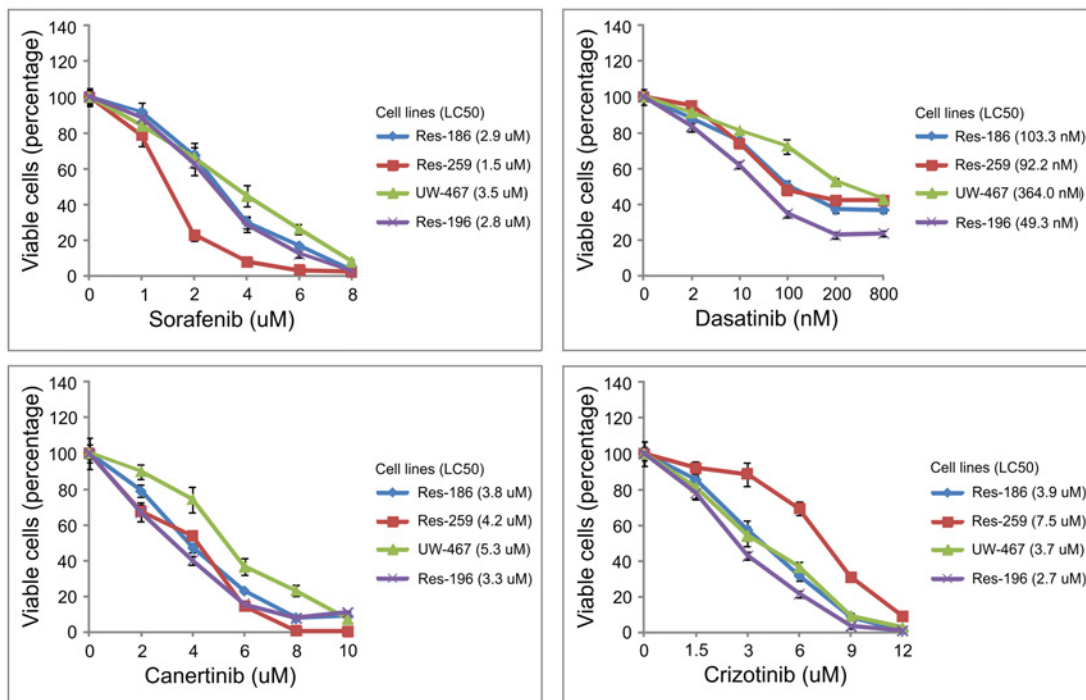 Viable cells (percentage)
140
120
100
80
60
40
20
0
0 1 2 4 6 8
Sorafenib (uM)
Cell lines (LC50)
Res-186 (2.9 uM)
Res-259 (1.5 uM)
UW-467 (3.5 uM)
Res-196 (2.8 uM)
Viable cells (percentage)
140
120
100
80
60
40
20
0
0 2 10 100 200 800
Dasatinib (nM)
Cell lines (LC50)
Res-186 (103.3 nM)
Res-259 (92.2 nM)
UW-467 (364.0 nM)
Res-196 (49.3 nM)
Viable cells (percentage)
140
120
100
80
60
40
20
0
0 2 4 6 8 10
Canertinib (uM)
Cell lines (LC50)
Res-186 (3.8 uM)
Res-259 (4.2 uM)
UW-467 (5.3 uM)
Res-196 (3.3 uM)
Viable cells (percentage)
140
120
100
80
60
40
20
0
0 1.5 3 6 9 12
Crizotinib (uM)
Cell lines (LC50)
Res-186 (3.9 uM)
Res-259 (7.5 uM)
UW-467 (3.7 uM)
Res-196 (2.7 uM)